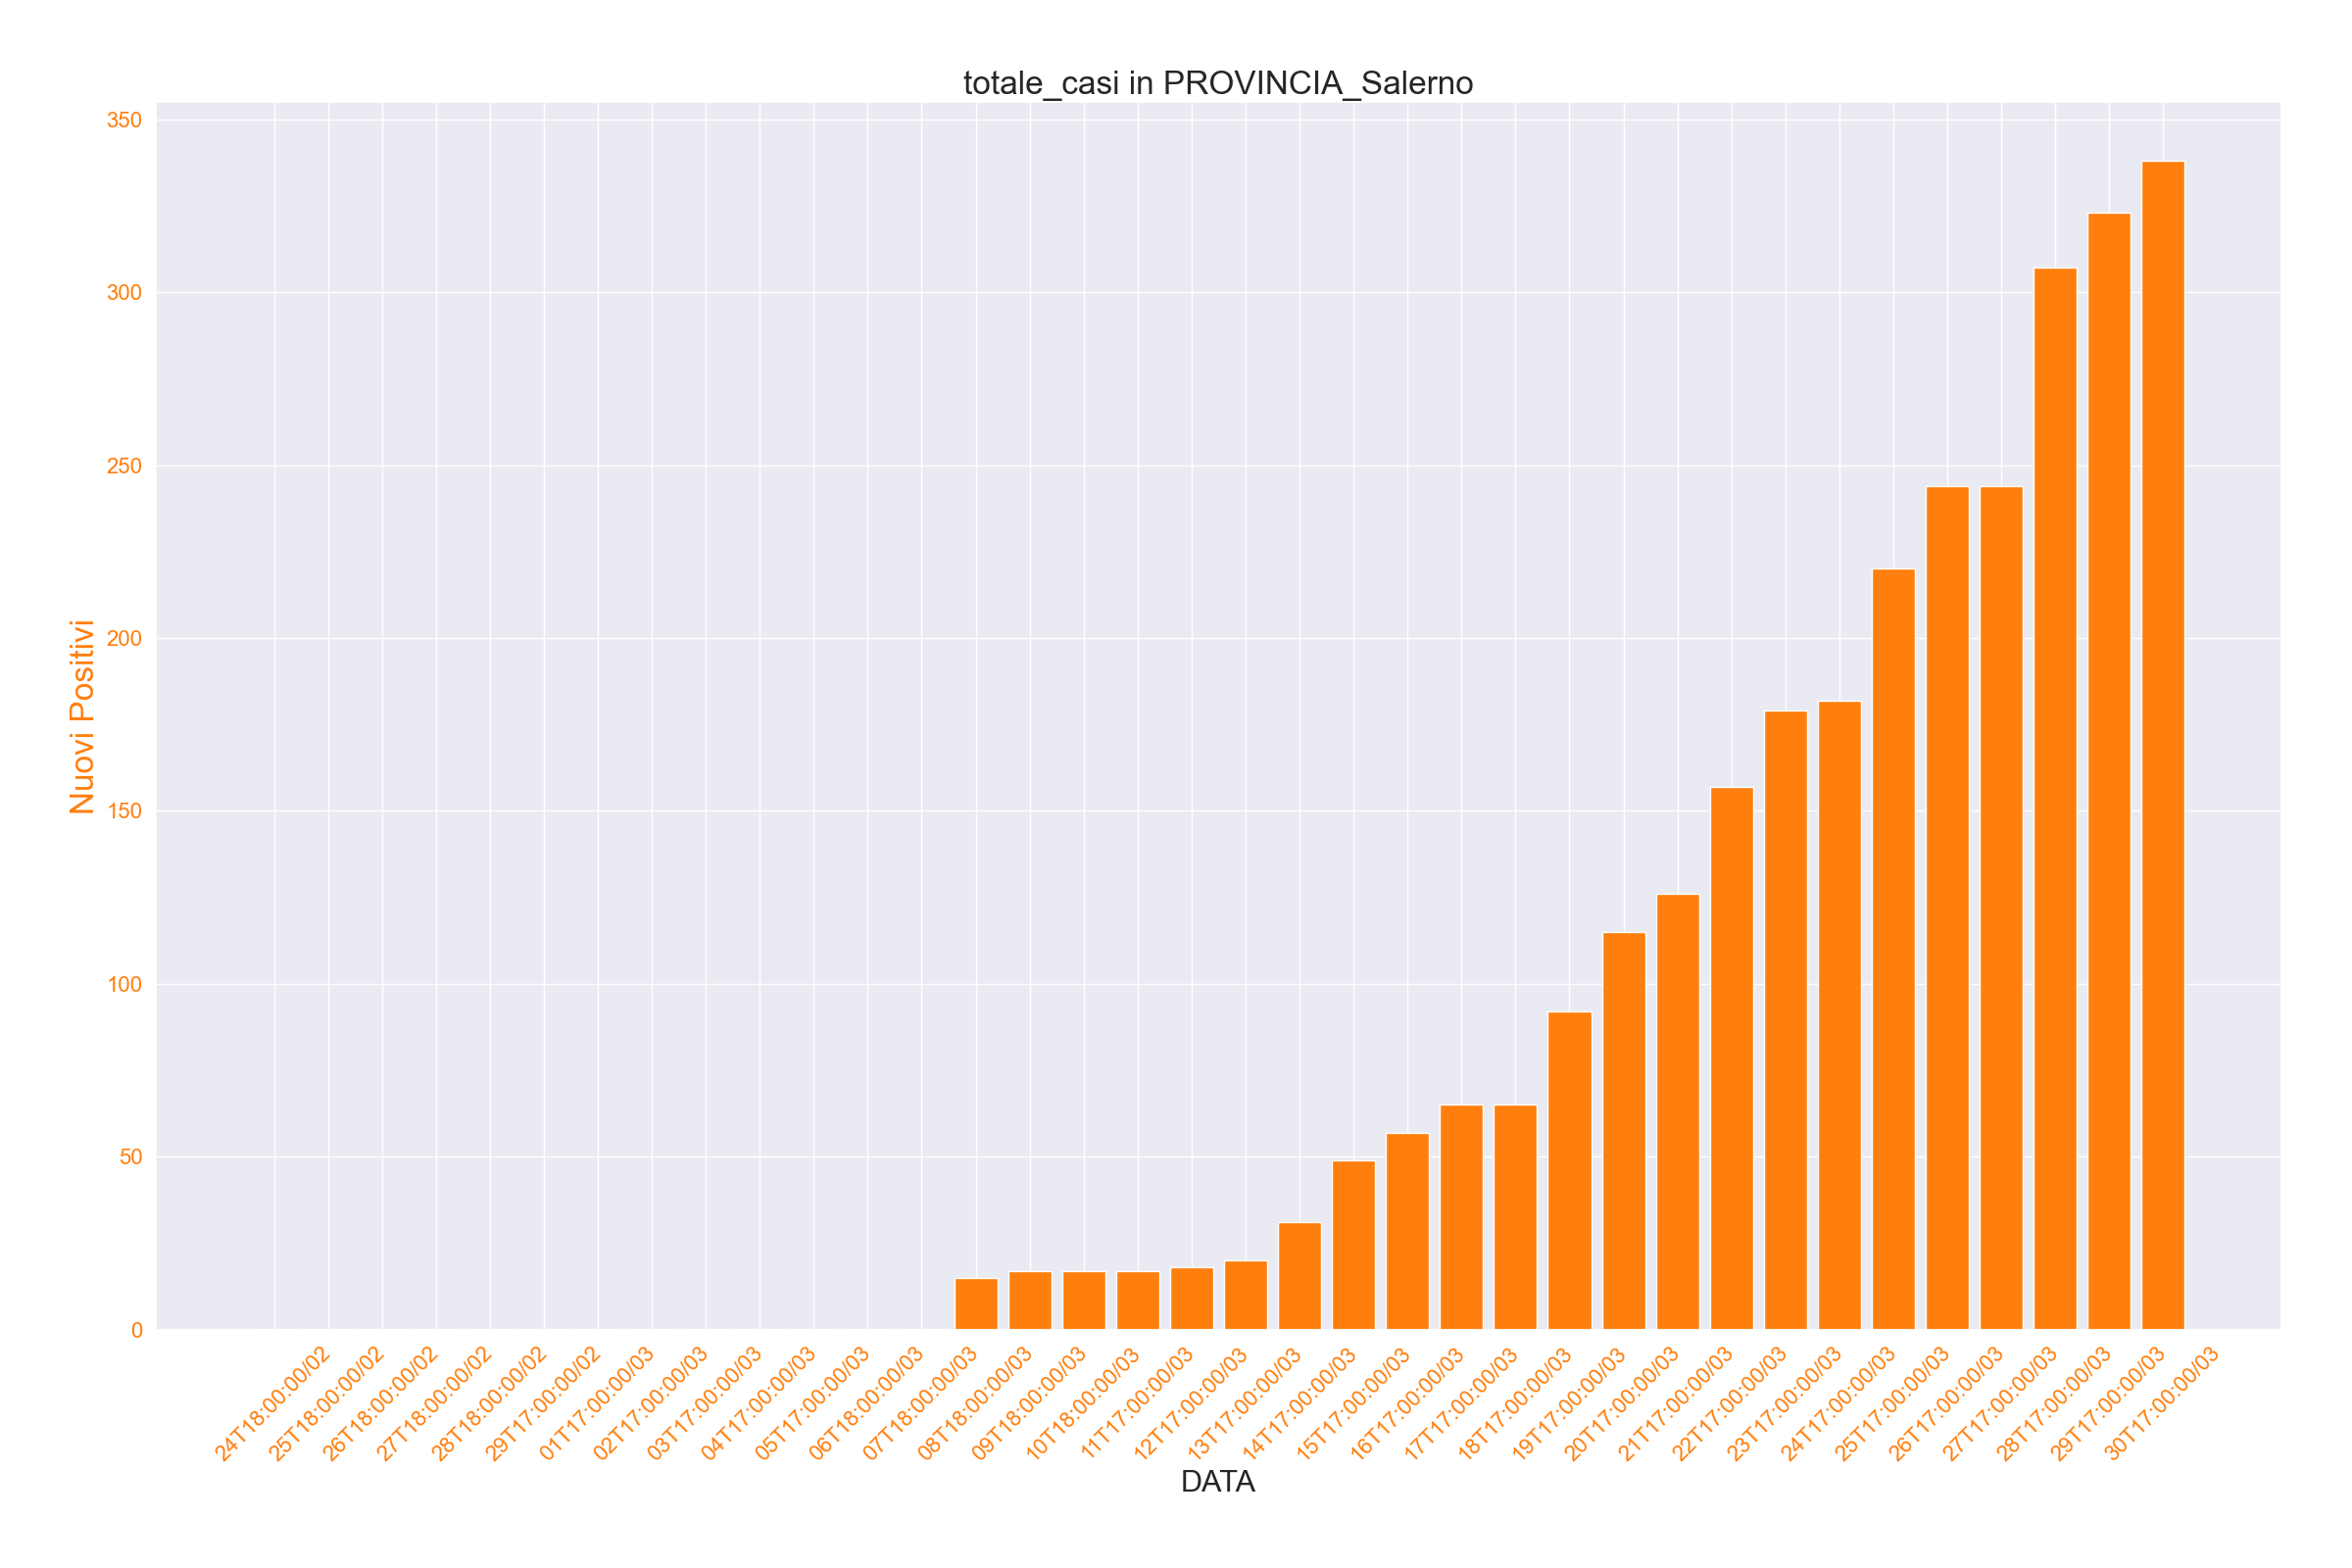 totale_casi in PROVINCIA_Salerno
350
300
250
200
150
100
50
0
Nuovi Positivi
24T18:00:00/02
25T18:00:00/02
26T18:00:00/02
27T18:00:00/02
28T18:00:00/02
29T17:00:00/02
01T17:00:00/03
02T17:00:00/03
03T17:00:00/03
04T17:00:00/03
05T17:00:00/03
06T18:00:00/03
07T18:00:00/03
08T18:00:00/03
09T18:00:00/03
10T18:00:00/03
11T17:00:00/03
12T17:00:00/03
13T17:00:00/03
14T17:00:00/03
15T17:00:00/03
16T17:00:00/03
17T17:00:00/03
18T17:00:00/03
19T17:00:00/03
20T17:00:00/03
21T17:00:00/03
22T17:00:00/03
23T17:00:00/03
24T17:00:00/03
25T17:00:00/03
26T17:00:00/03
27T17:00:00/03
28T17:00:00/03
29T17:00:00/03
30T17:00:00/03
DATA